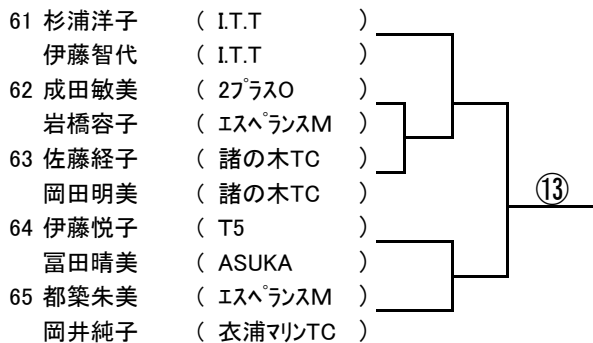 61 杉浦洋子 ( I.T.T )
伊藤智代 ( I.T.T )
62 成田敏美 ( 2プラスO )
岩橋容子 ( エスペランスM )
63 佐藤経子 ( 諸の木TC )
岡田明美 ( 諸の木TC )
⑬
64 伊藤悦子 ( T5 )
冨田晴美 ( ASUKA )
65 都築朱美 ( エスペランスM )
岡井純子 ( 衣浦マリンTC )